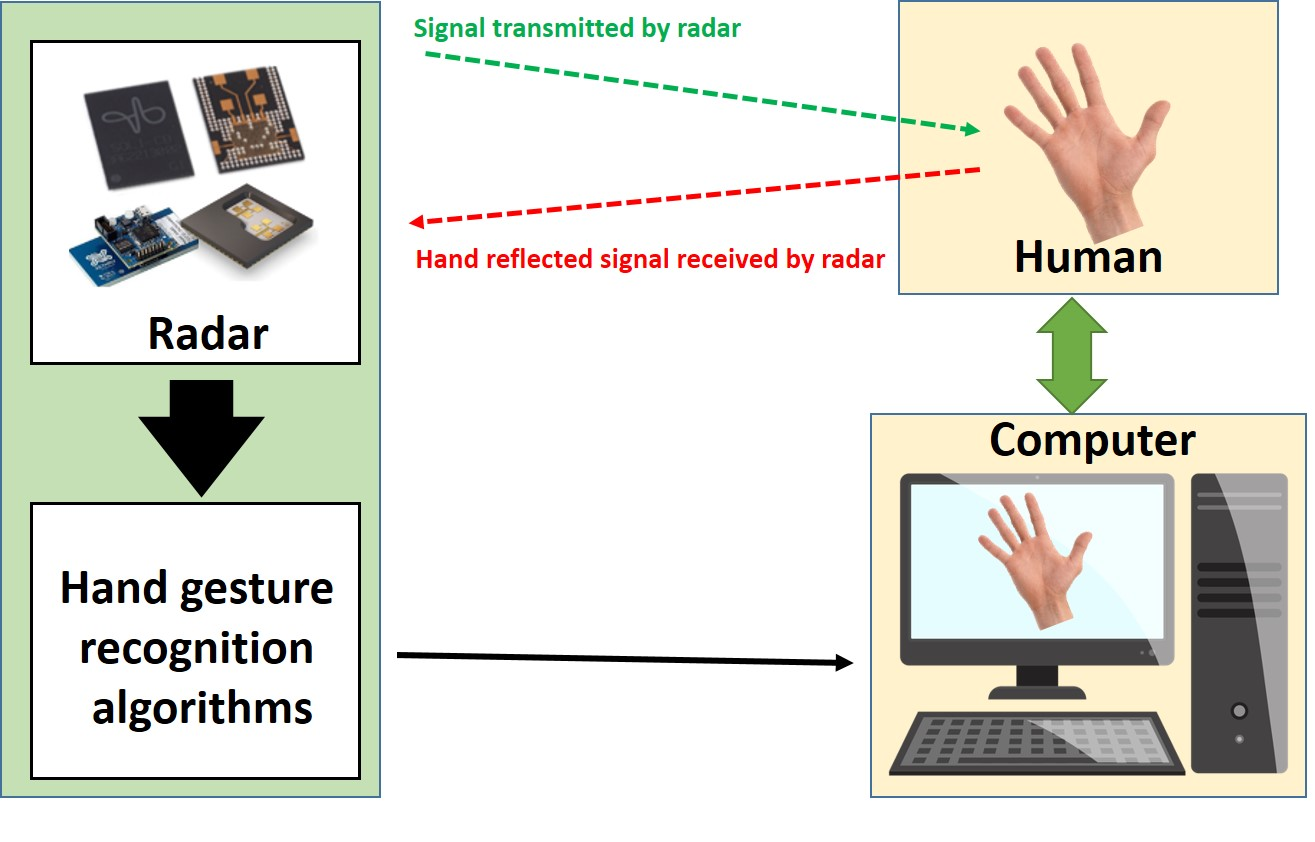 Signal transmitted by radar
Hand reflected signal received by radar
Human
Radar
Computer
Hand gesture
recognition
algorithms